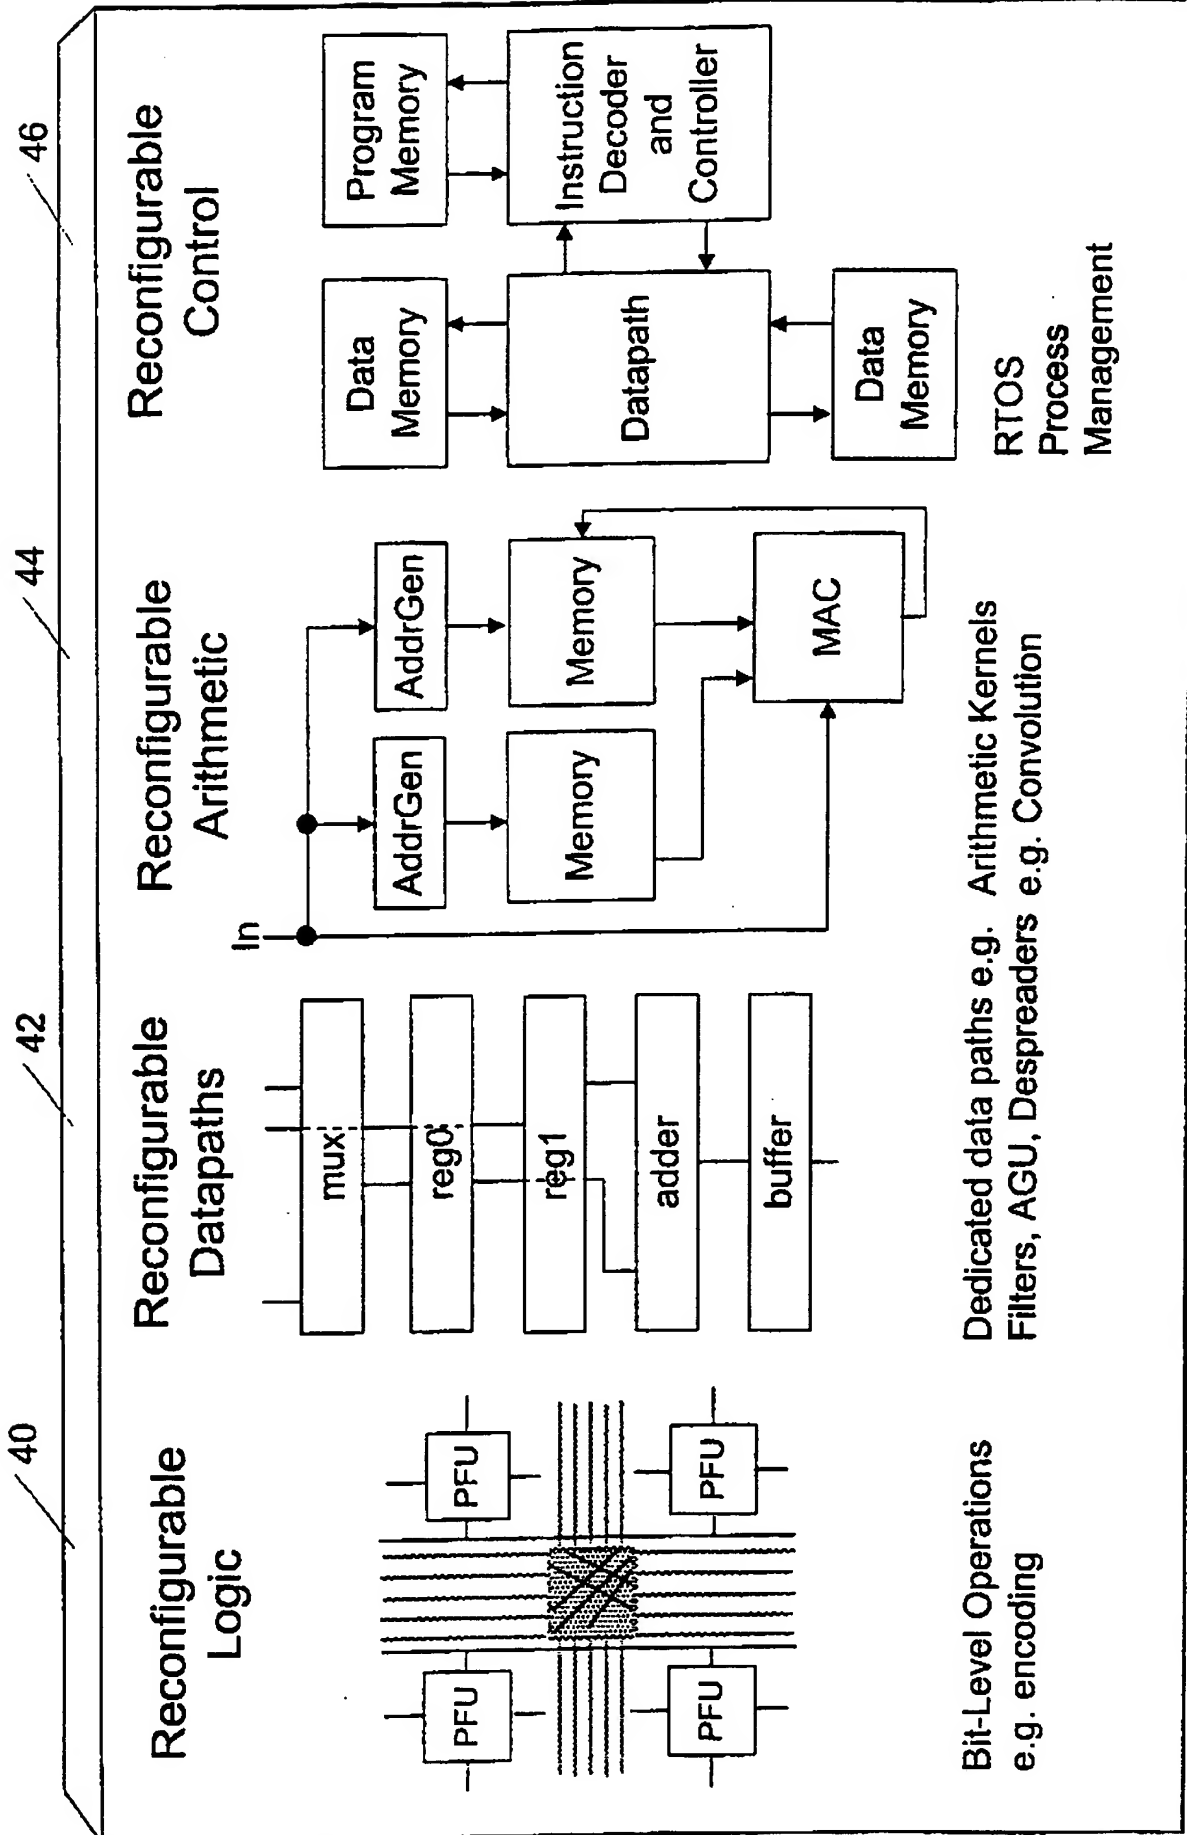 40
42
44
46
Reconfigurable
Logic
PFU
PFU
PFU
PFU
Bit-Level Operations
e.g. encoding
Reconfigurable
Datapaths
mux
reg0
reg1
adder
buffer
Dedicated data paths e.g.
Filters, AGU, Despreaders
Reconfigurable
Arithmetic
In
AddrGen
AddrGen
Memory
Memory
MAC
Arithmetic Kernels
e.g. Convolution
Reconfigurable
Control
Data
Memory
Program
Memory
Datapath
Instruction
Decoder
and
Controller
Data
Memory
RTOS
Process
Management